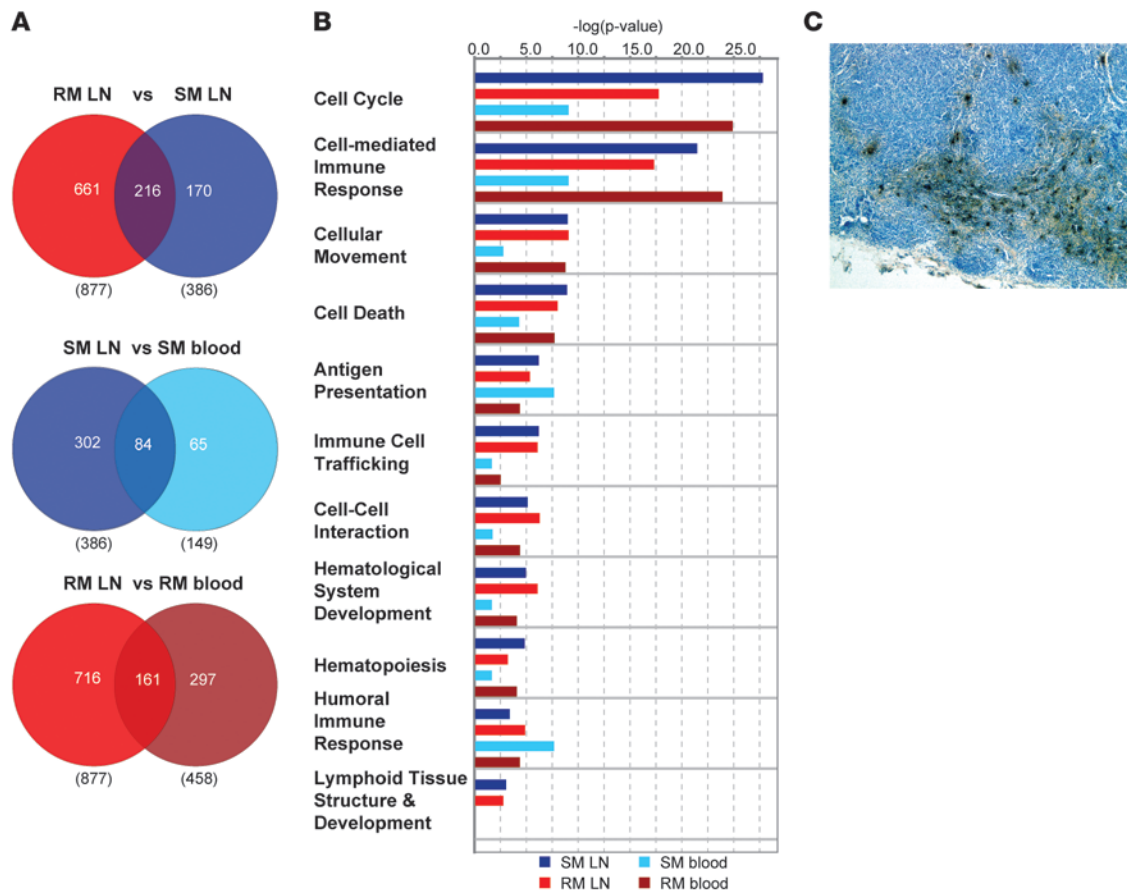 A
RM LN vs SM LN
661 216 170
(877) (386)
SM LN vs SM blood
302 84 65
(386) (149)
RM LN vs RM blood
716 161 297
(877) (458)
B
-log(p-value)
0.0 5.0 10.0 15.0 20.0 25.0
Cell Cycle
Cell-mediated
Immune
Response
Cellular
Movement
Cell Death
Antigen
Presentation
Immune Cell
Trafficking
Cell-Cell
Interaction
Hematological
System
Development
Hematopoiesis
Humoral
Immune
Response
Lymphoid Tissue
Structure &
Development
SM LN SM blood
RM LN RM blood
C